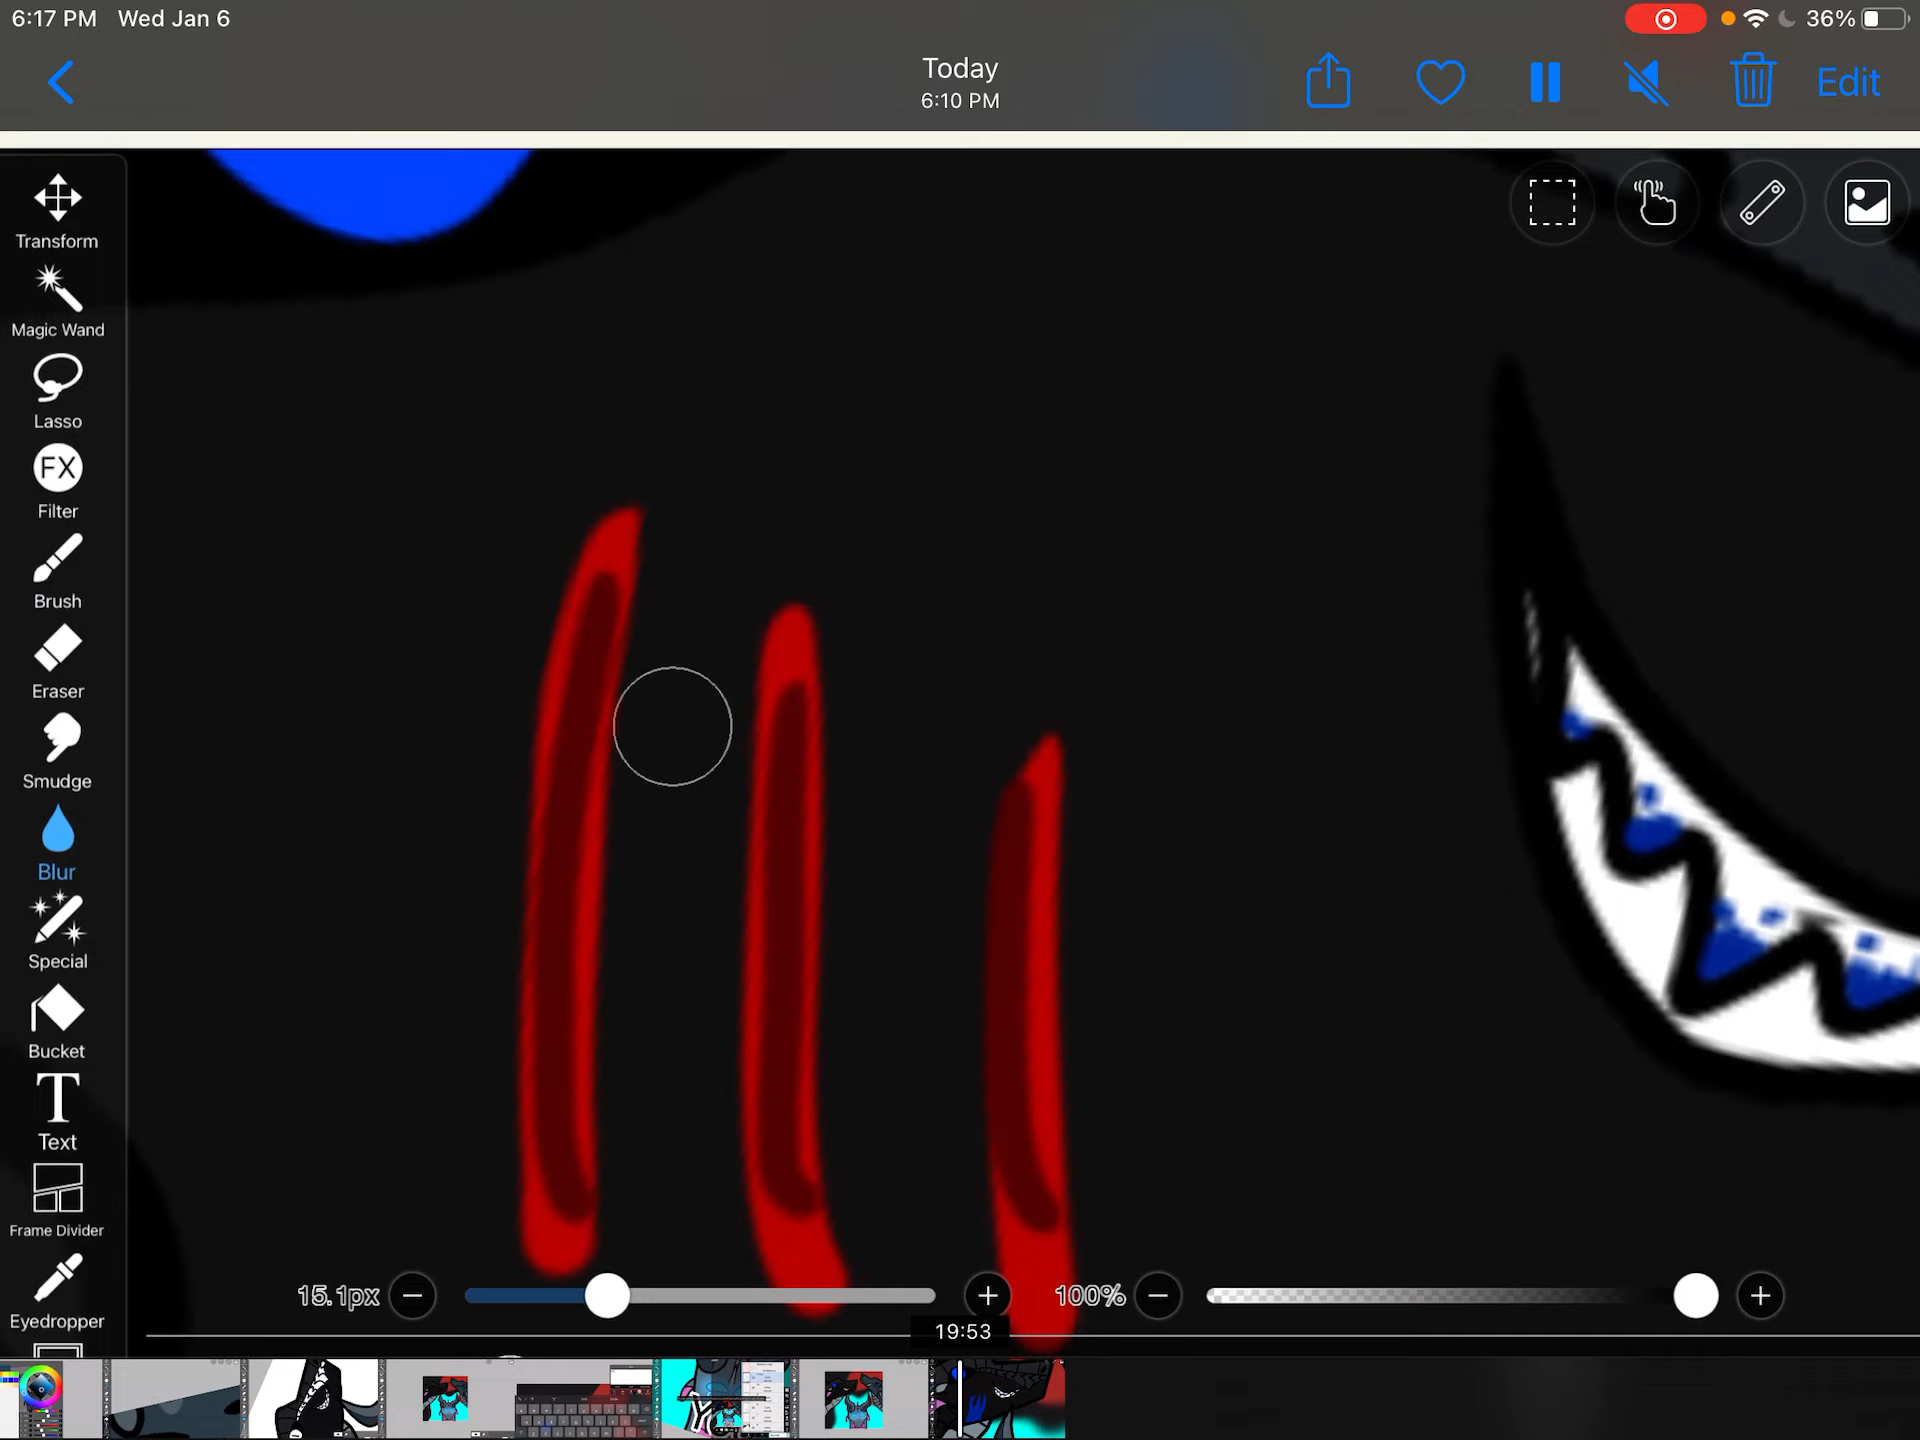 6:17 PM Wed Jan 6
36%
Today
6:10 PM
Edit
Transform
Magic Wand
Lasso
FX
Filter
Brush
Eraser
Smudge
Blur
Special
Bucket
T
Text
Frame Divider
Eyedropper
15.1px
100%
19:53